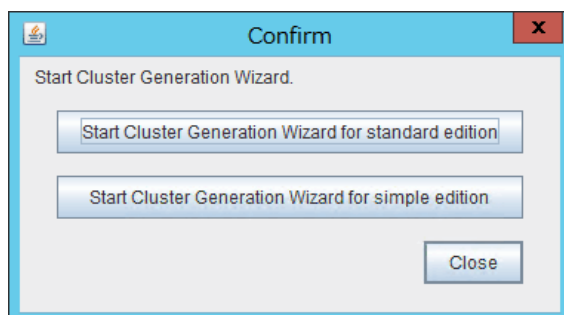 Confirm
x
Start Cluster Generation Wizard.
Start Cluster Generation Wizard for standard edition
Start Cluster Generation Wizard for simple edition
Close